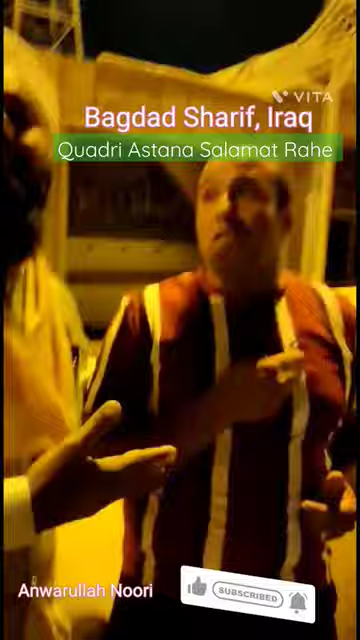 VITA
Bagdad Sharif, Iraq
Quadri Astana Salamat Rahe
Anwarullah Noori
SUBSCRIBED